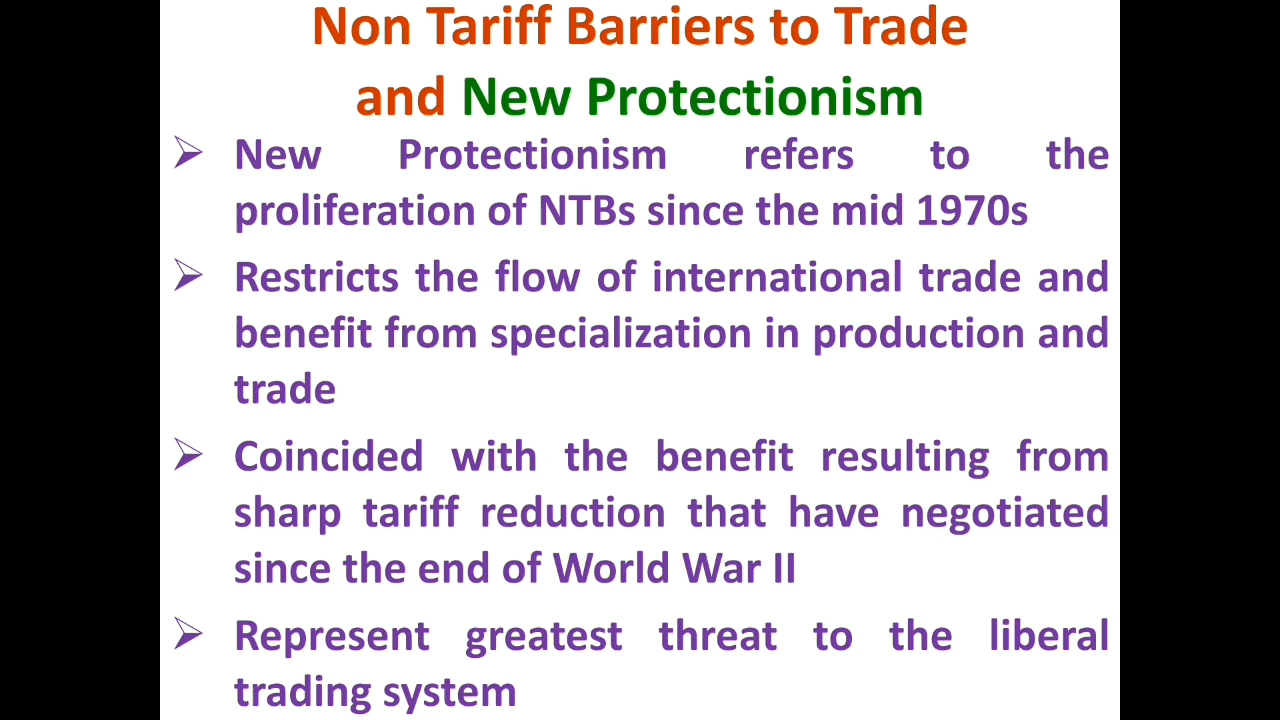 Non Tariff Barriers to Trade
and New Protectionism
New Protectionism refers to the
proliferation of NTBs since the mid 1970s
Restricts the flow of international trade and
benefit from specialization in production and
trade
Coincided with the benefit resulting from
sharp tariff reduction that have negotiated
since the end of World War II
Represent greatest threat to the liberal
trading system